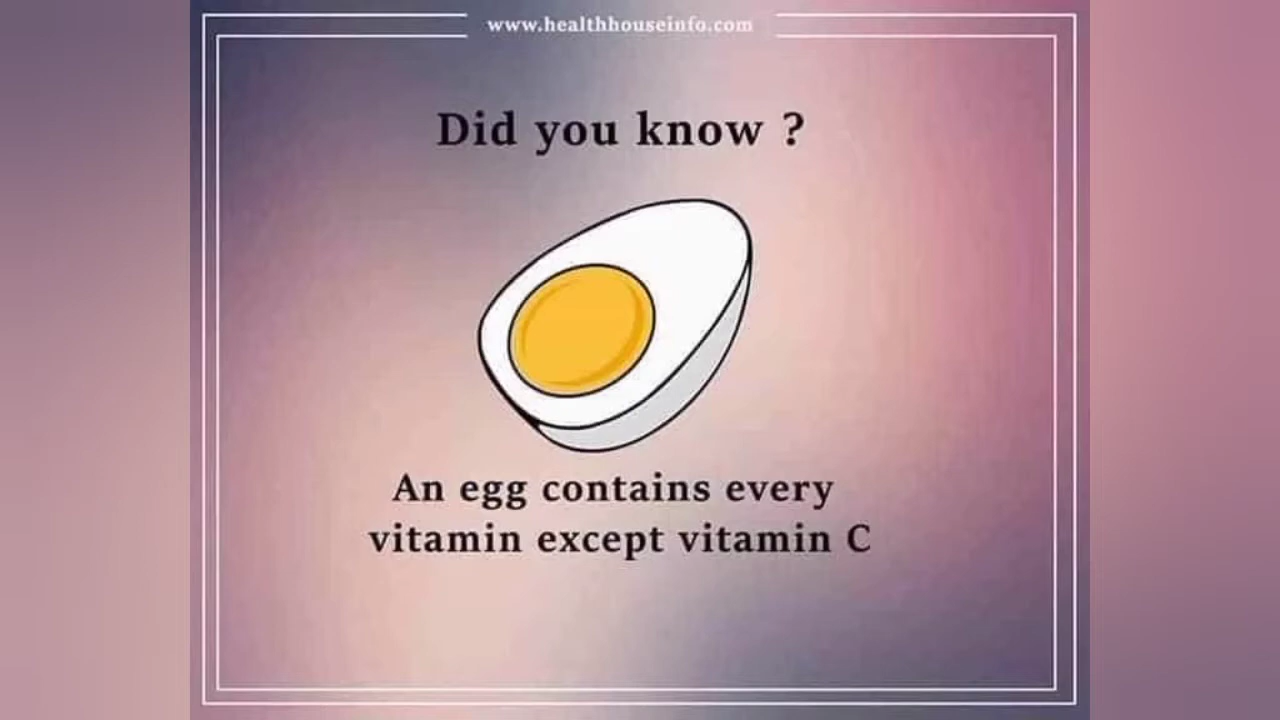 www.healthhouseinfo.com
Did you know ?
An egg contains every
vitamin except vitamin C